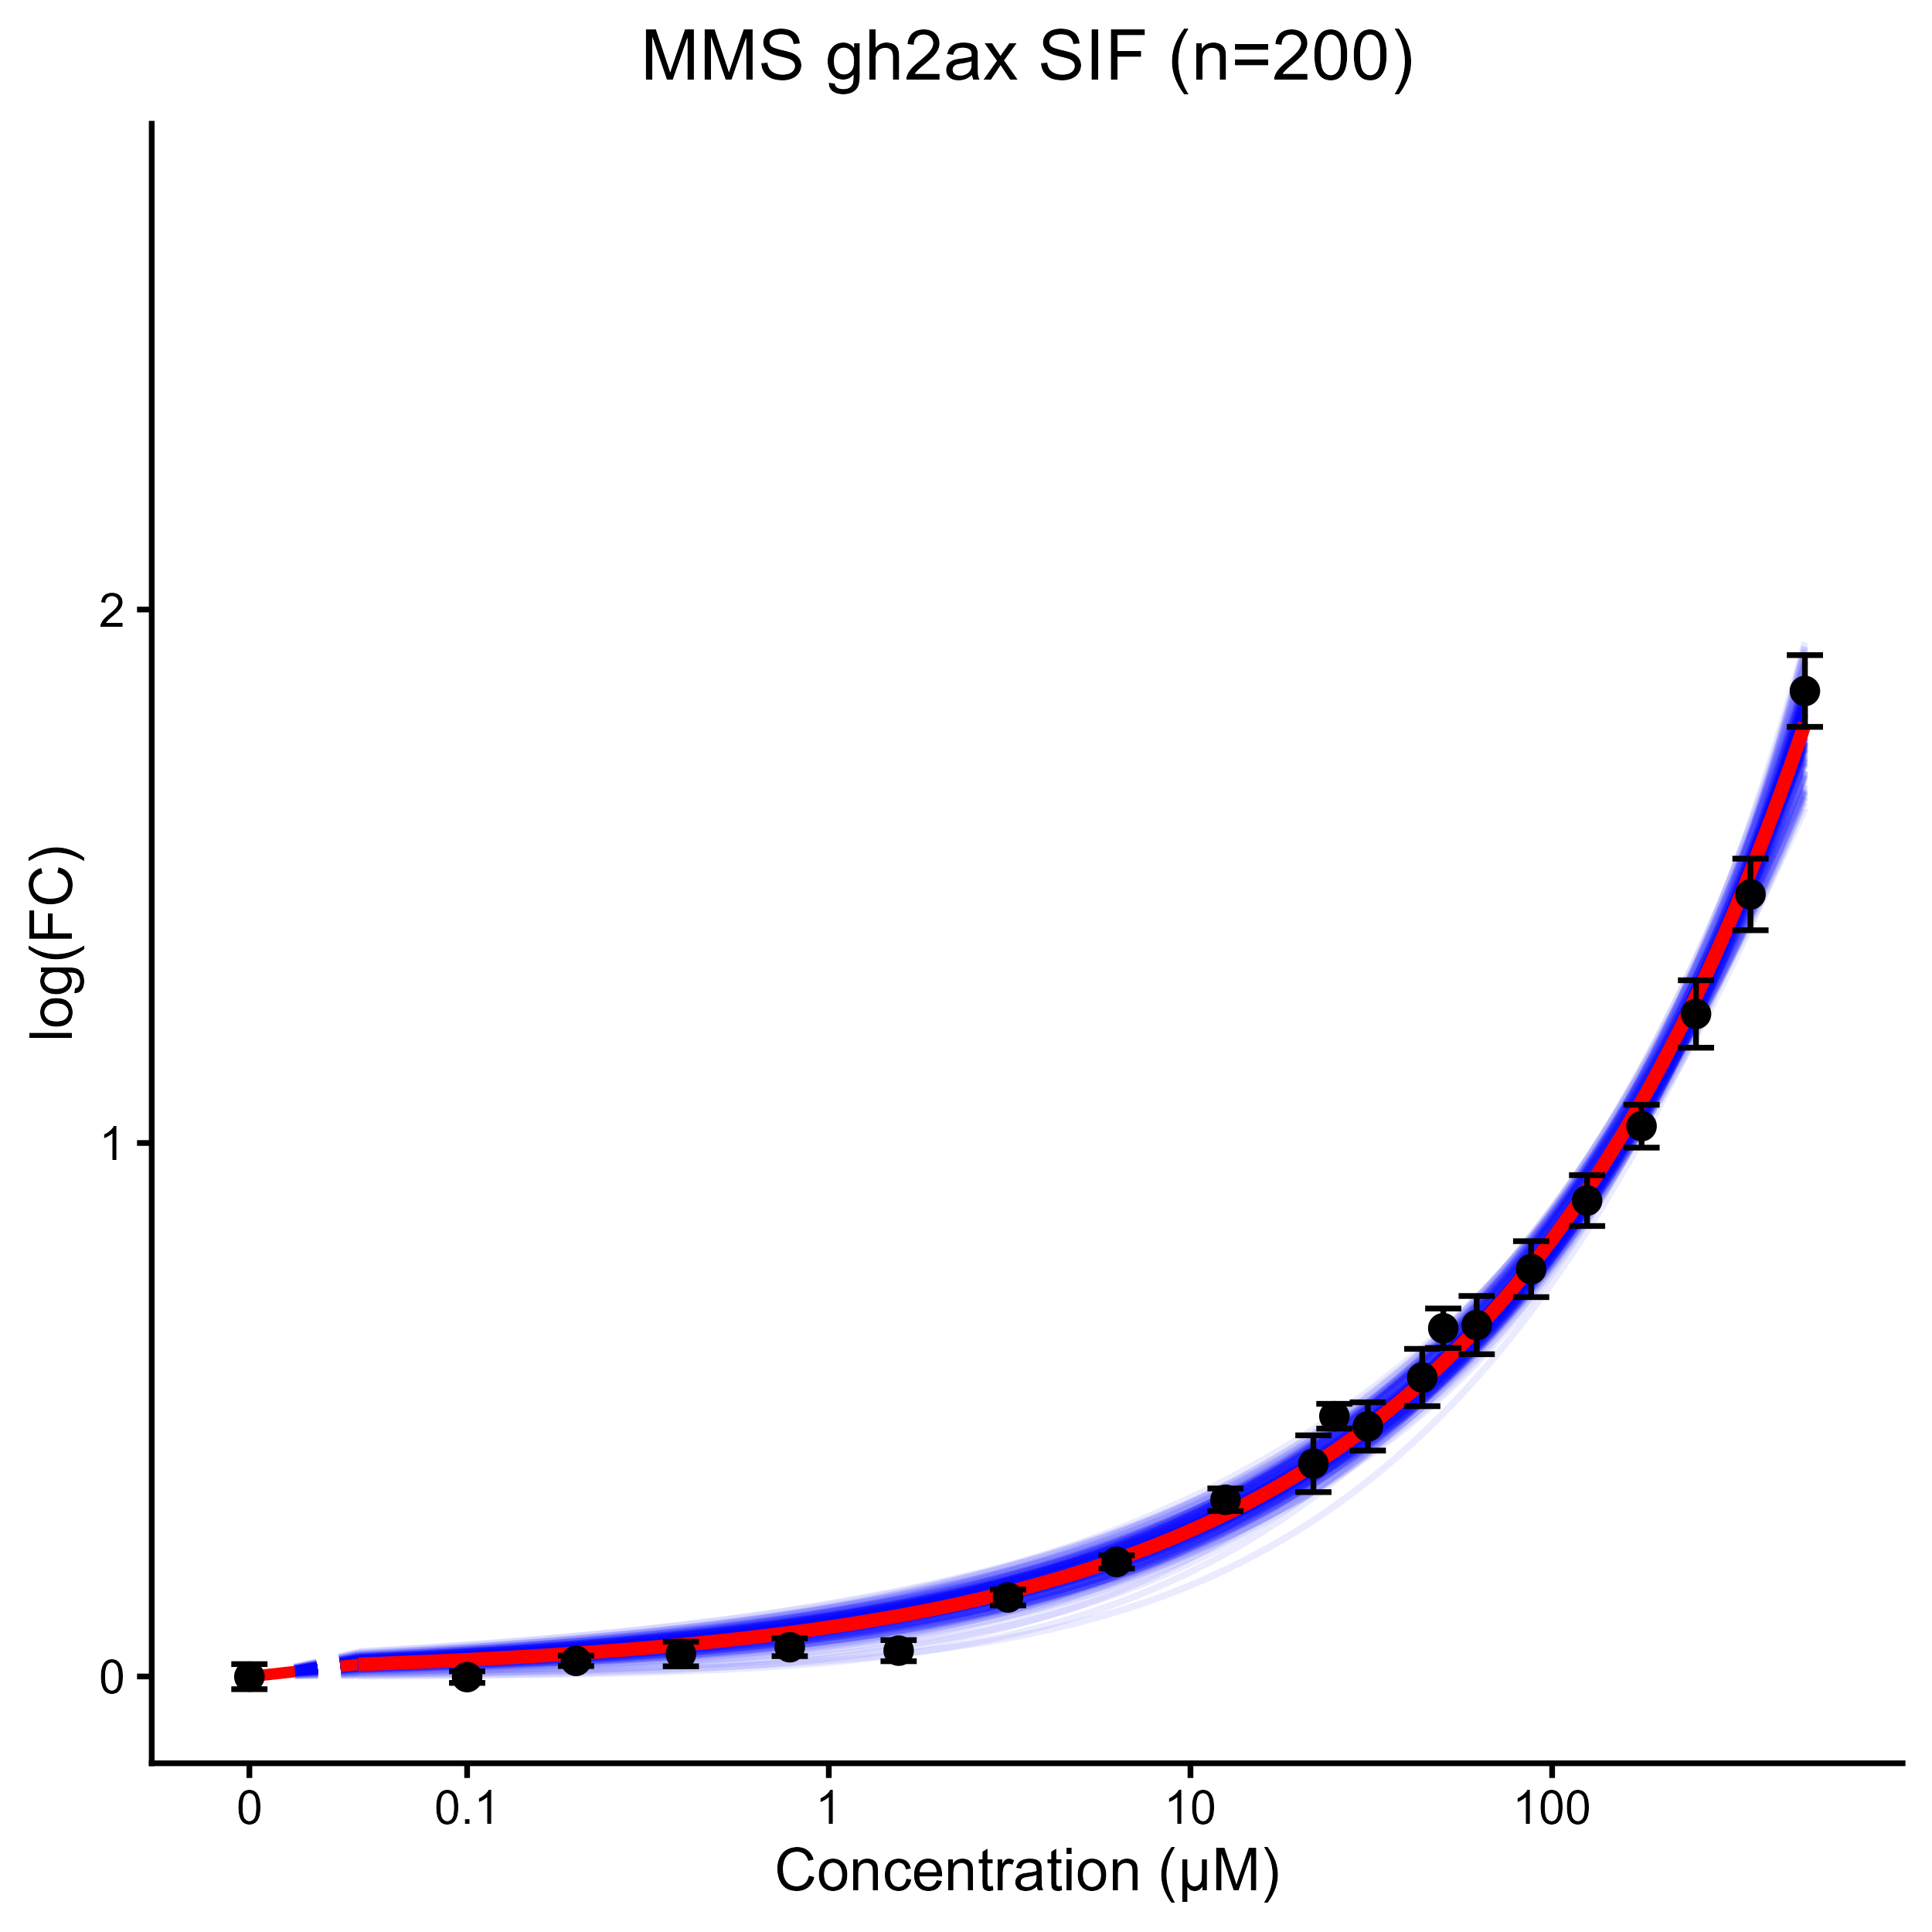 MMS gh2ax SIF (n=200)
log(FC)
2
1
0
0 0.1 1 10 100
Concentration (µM)